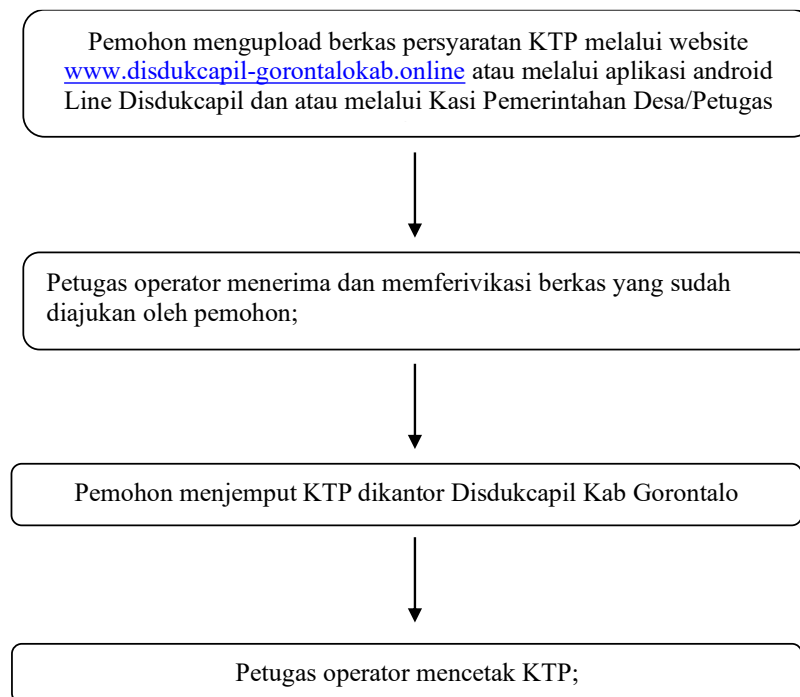 Pemohon mengupload berkas persyaratan KTP melalui website
www.disdukcapil-gorontalokab.online atau melalui aplikasi android
Line Disdukcapil dan atau melalui Kasi Pemerintahan Desa/Petugas
Petugas operator menerima dan memferivikasi berkas yang sudah
diajukan oleh pemohon;
Pemohon menjemput KTP dikantor Disdukcapil Kab Gorontalo
Petugas operator mencetak KTP;